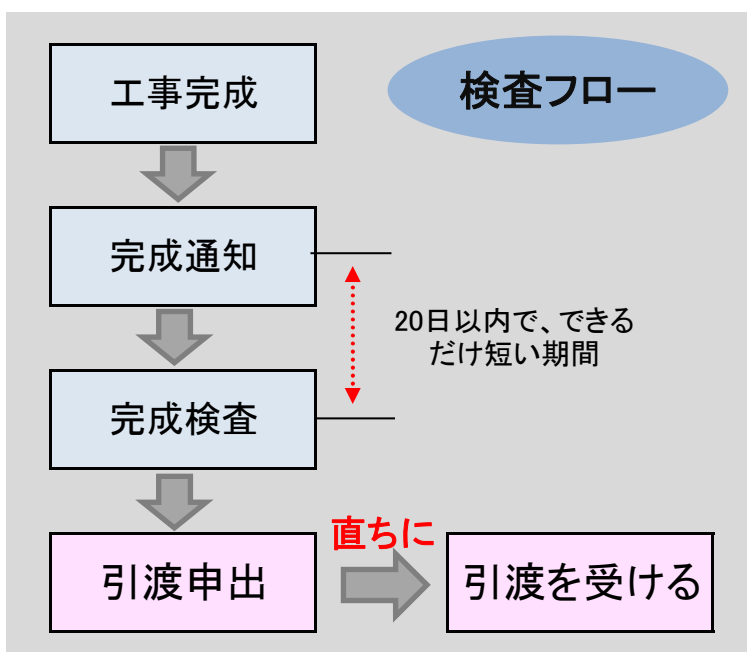 検査フロー
工事完成
完成通知
20日以内で、できる
だけ短い期間
完成検査
引渡申出
直ちに
引渡を受ける